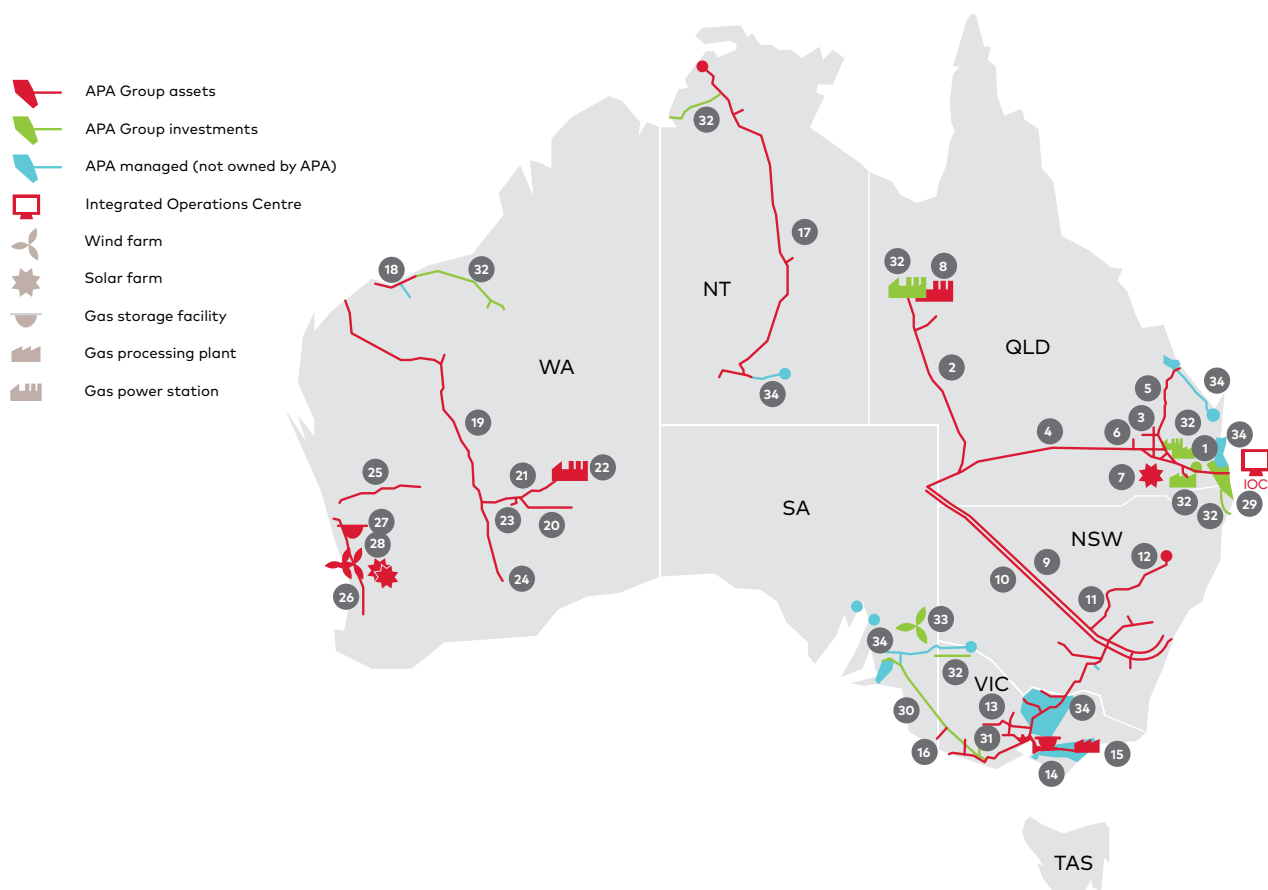 APA Group assets
APA Group investments
APA managed (not owned by APA)
Integrated Operations Centre
Wind farm
Solar farm
Gas storage facility
Gas processing plant
Gas power station
32
17
NT
18
32
32
8
WA
QLD
2
34
5
34
19
3
32
4
6
34
1
25
21
22
7
IOC
SA
23
20
32
32
29
27
28
NSW
12
9
24
10
26
11
33
34
32
VIC
30
13
34
31
16
15
14
TAS